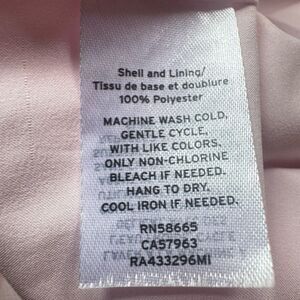 Shell and Lining/
Tissu de base et doublure
100% Polyester
MACHINE WASH COLD,
GENTLE CYCLE,
WITH LIKE COLORS,
ONLY NON-CHLORINE
BLEACH IF NEEDED.
HANG TO DRY.
COOL IRON IF NEEDED.
RN58665
CA57963
RA433296MI